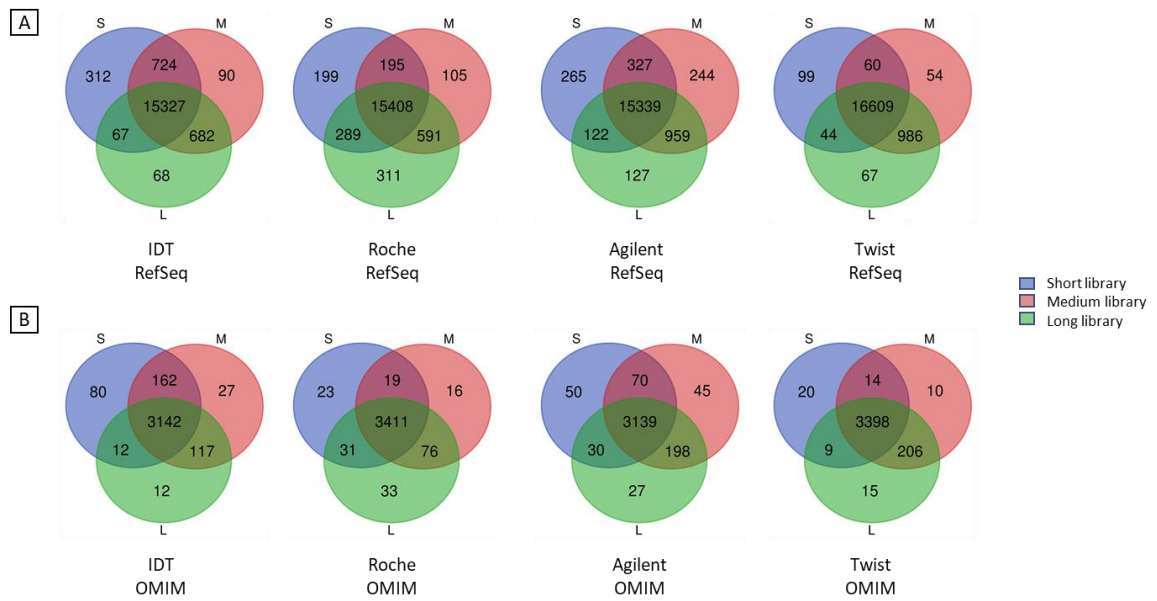 A
S M
312 724 90
15327
67 682
68
L
IDT
RefSeq
S M
199 195 105
15408
289 591
311
L
Roche
RefSeq
S M
265 327 244
15339
122 959
127
L
Agilent
RefSeq
S M
99 60 54
16609
44 986
67
L
Twist
RefSeq
Short library
Medium library
Long library
B
S M
80 162 27
3142
12 117
12
L
IDT
OMIM
S M
23 19 16
3411
31 76
33
L
Roche
OMIM
S M
50 70 45
3139
30 198
27
L
Agilent
OMIM
S M
20 14 10
3398
9 206
15
L
Twist
OMIM